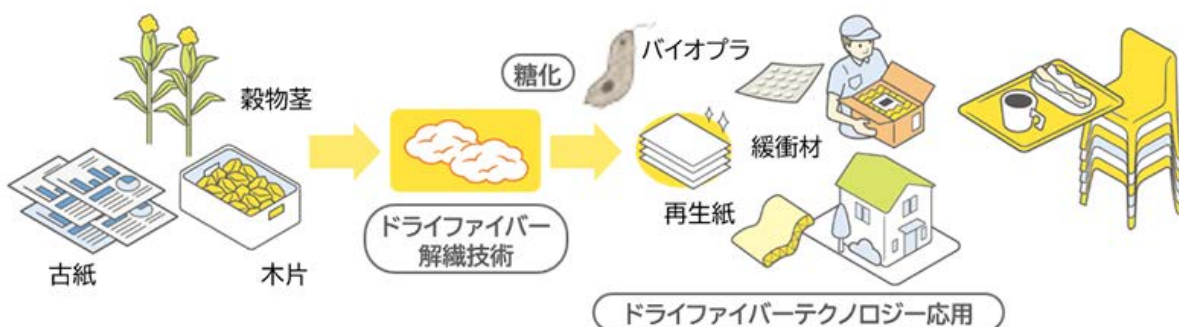 穀物茎
古紙
木片
ドライファイバー
解繊技術
糖化
バイオプラ
再生紙
緩衝材
ドライファイバーテクノロジー応用